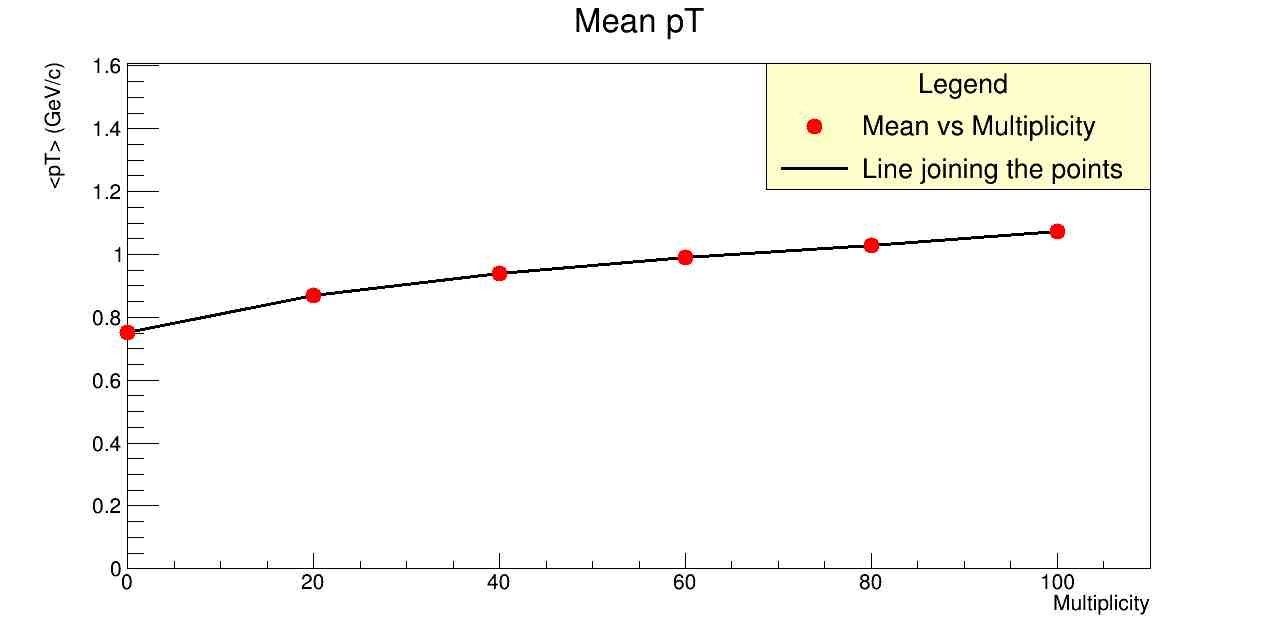 Mean pT
<pT> (GeV/c)
1.6
1.4
1.2
1
0.8
0.6
0.4
0.2
0
Legend
Mean vs Multiplicity
Line joining the points
0 20 40 60 80 100
Multiplicity